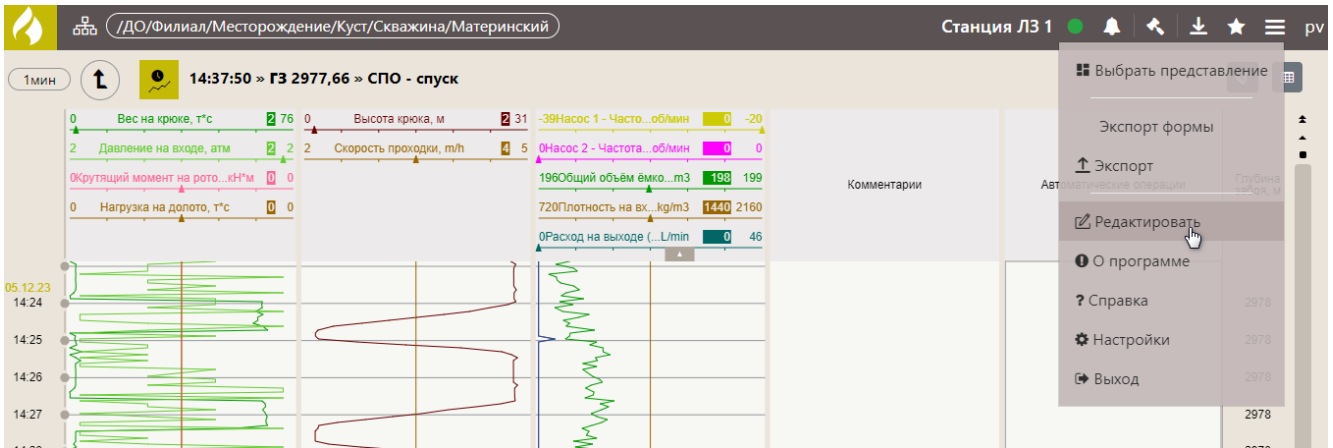 /ДО/Филиал/Месторождение/Куст/Скважина/Материнский
Станция ЛЗ 1
pv
1мин
14:37:50 » ГЗ 2977,66 » СПО - спуск
Выбрать представление
Экспорт формы
Экспорт
Редактировать
О программе
? Справка
Настройки
Выход
0 Вес на крюке, т*с 2 76
2 Давление на входе, атм 2 2
0Крутящий момент на рото...кН*м 0 0
0 Нагрузка на долото, т*с 0 0
0 Высота крюка, м 2 31
2 Скорость проходки, m/h 4 5
-39Насос 1 - Часто...об/мин 0 -20
0Насос 2 - Частота...об/мин 0 0
196Общий объём ёмко...m3 198 199
720Плотность на вх...kg/m3 1440 2160
0Расход на выходе (...L/min 0 46
Комментарии
Автоматические операции
Глубина
забоя, м
05.12.23
14:24
2978
14:25
2978
14:26
2978
14:27
2978